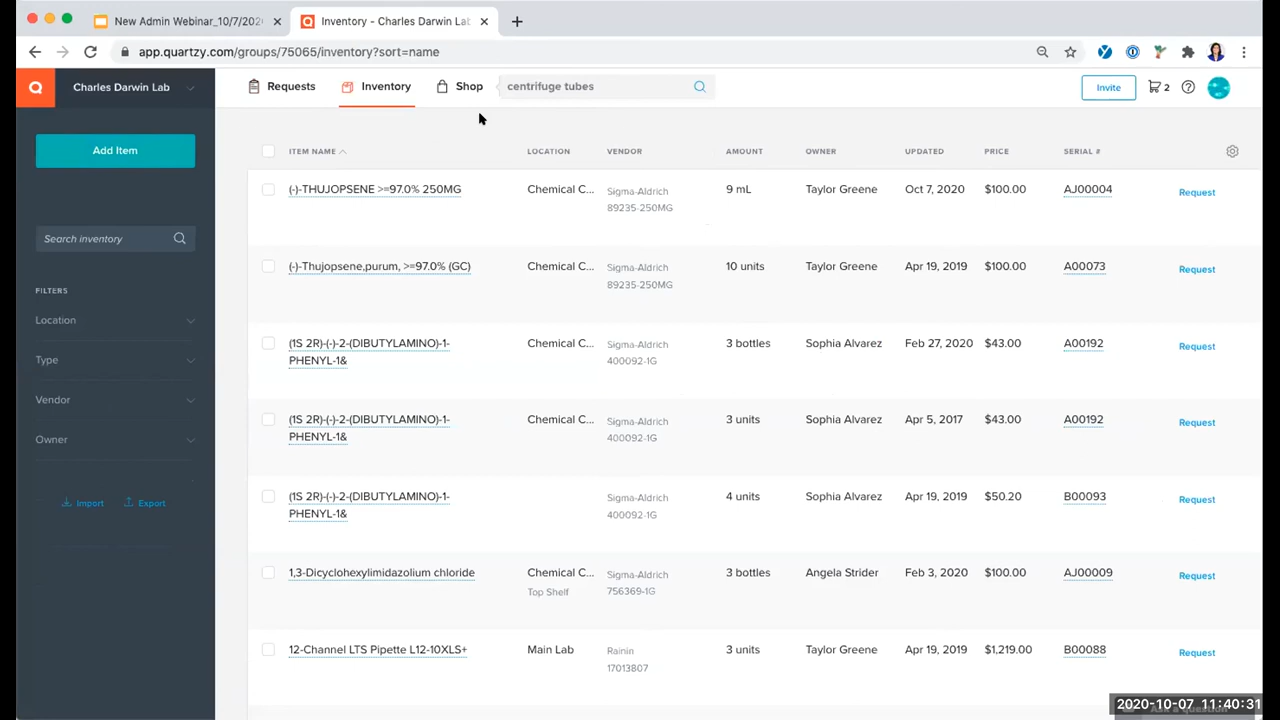 New Admin Webinar_10/7/202
Inventory - Charles Darwin Lab
app.quartzy.com/groups/75065/inventory?sort=name
Charles Darwin Lab
Requests
Inventory
Shop
centrifuge tubes
Invite
2
Add Item
Search inventory
FILTERS
Location
Type
Vendor
Owner
Import
Export
ITEM NAME LOCATION VENDOR AMOUNT OWNER UPDATED PRICE SERIAL #
(-)-THUJOPSENE >=97.0% 250MG Chemical C... Sigma-Aldrich 9 mL Taylor Greene Oct 7, 2020 $100.00 AJ00004 Request
89235-250MG
(-)-Thujopsene,purum, >=97.0% (GC) Chemical C... Sigma-Aldrich 10 units Taylor Greene Apr 19, 2019 $100.00 A00073 Request
89235-250MG
(1S 2R)-(-)-2-(DIBUTYLAMINO)-1- Chemical C... Sigma-Aldrich 3 bottles Sophia Alvarez Feb 27, 2020 $43.00 A00192 Request
PHENYL-1& 400092-1G
(1S 2R)-(-)-2-(DIBUTYLAMINO)-1- Chemical C... Sigma-Aldrich 3 units Sophia Alvarez Apr 5, 2017 $43.00 A00192 Request
PHENYL-1& 400092-1G
(1S 2R)-(-)-2-(DIBUTYLAMINO)-1- Sigma-Aldrich 4 units Sophia Alvarez Apr 19, 2019 $50.20 B00093 Request
PHENYL-1& 400092-1G
1,3-Dicyclohexylimidazolium chloride Chemical C... Sigma-Aldrich 3 bottles Angela Strider Feb 3, 2020 $100.00 AJ00009 Request
Top Shelf 756369-1G
12-Channel LTS Pipette L12-10XLS+ Main Lab Rainin 3 units Taylor Greene Apr 19, 2019 $1,219.00 B00088 Request
17013807
2020-10-07 11:40:31